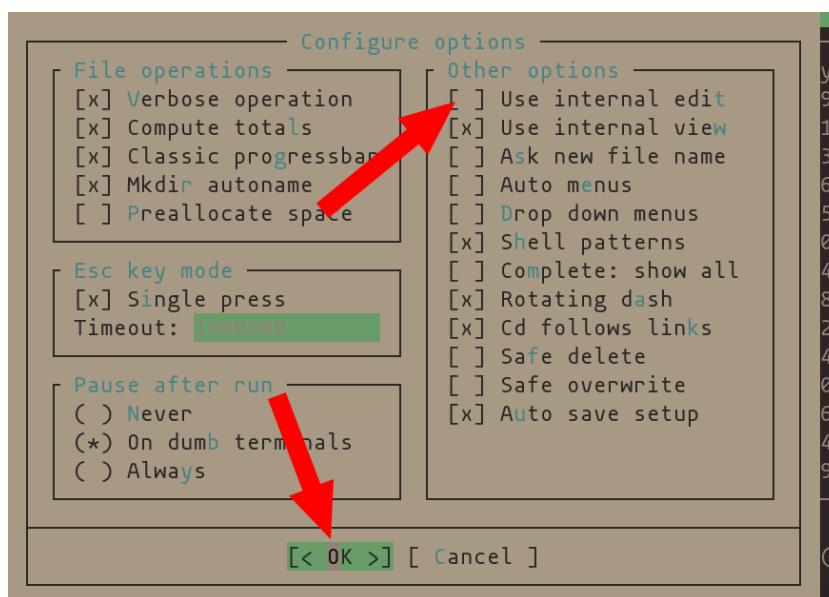 Configure options
File operations
[x] Verbose operation
[x] Compute totals
[x] Classic progressbar
[x] Mkdir autoname
[ ] Preallocate space
Esc key mode
[x] Single press
Timeout:
Pause after run
( ) Never
(*) On dumb terminals
( ) Always
Other options
[ ] Use internal edit
[x] Use internal view
[ ] Ask new file name
[ ] Auto menus
[ ] Drop down menus
[x] Shell patterns
[ ] Complete: show all
[x] Rotating dash
[x] Cd follows links
[ ] Safe delete
[ ] Safe overwrite
[x] Auto save setup
[< OK >] [ Cancel ]